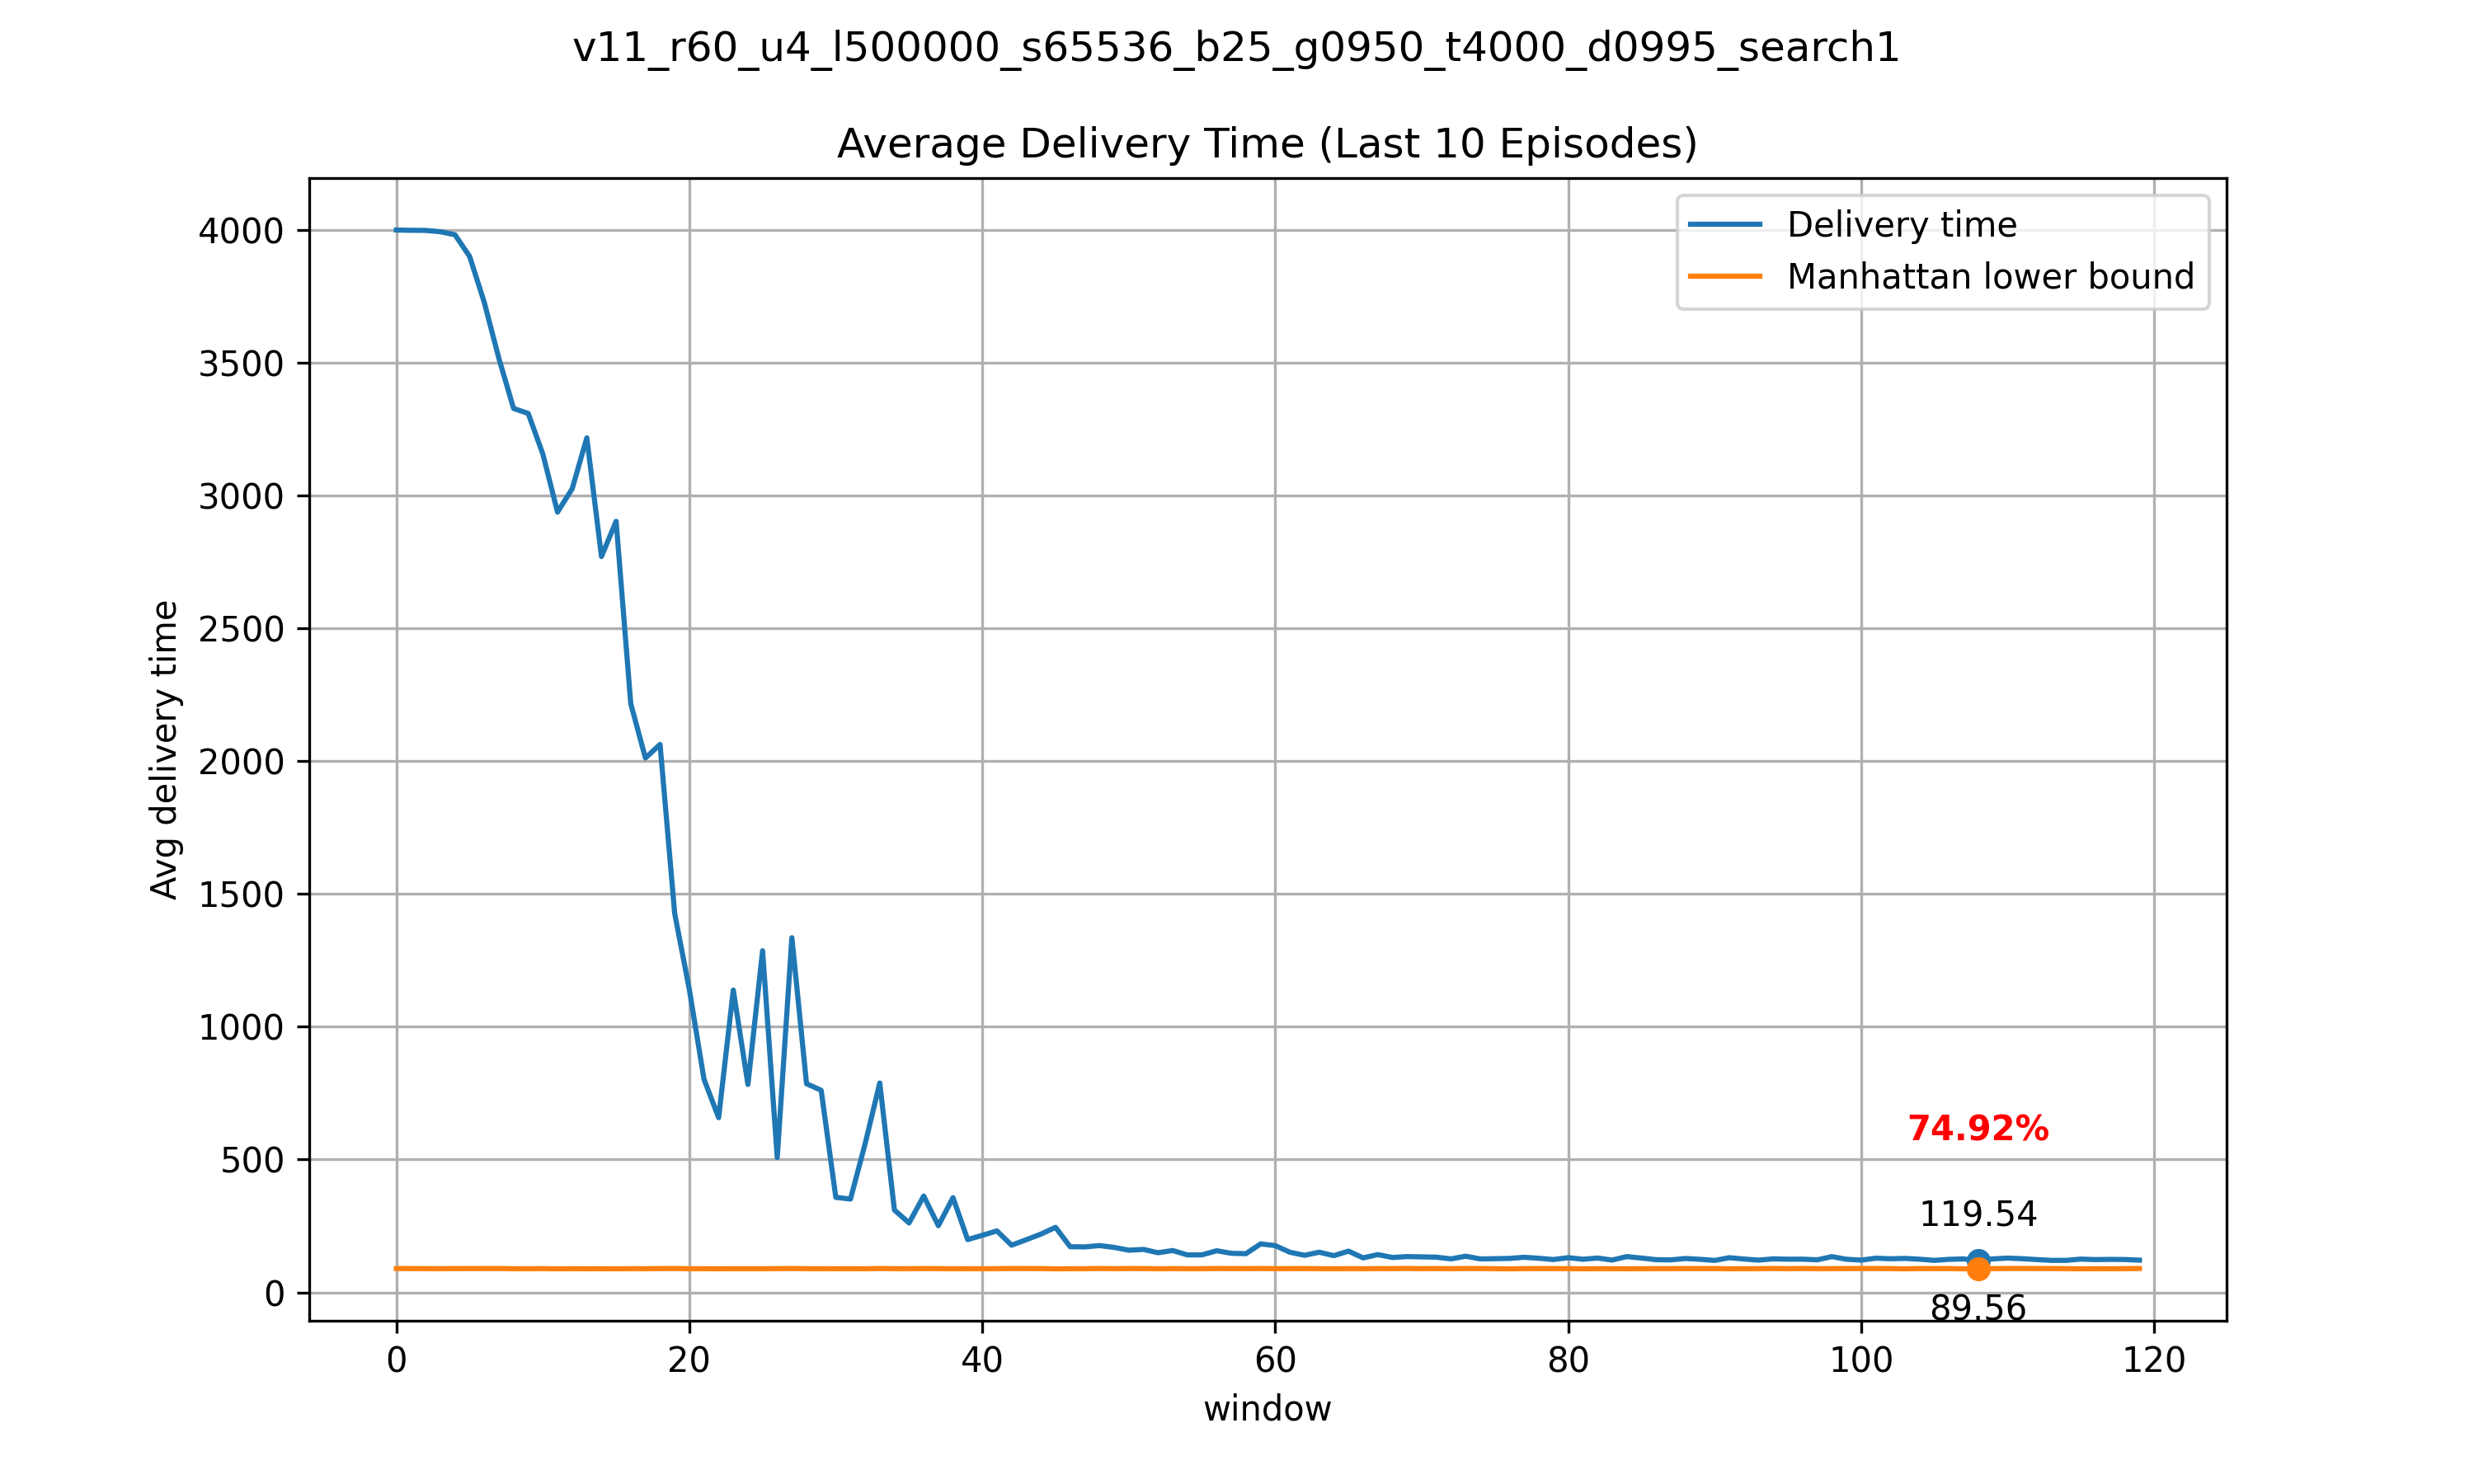 v11_r60_u4_l500000_s65536_b25_g0950_t4000_d0995_search1
Average Delivery Time (Last 10 Episodes)
Delivery time
Manhattan lower bound
Avg delivery time
4000
3500
3000
2500
2000
1500
1000
500
0
74.92%
119.54
89.56
0 20 40 60 80 100 120
window